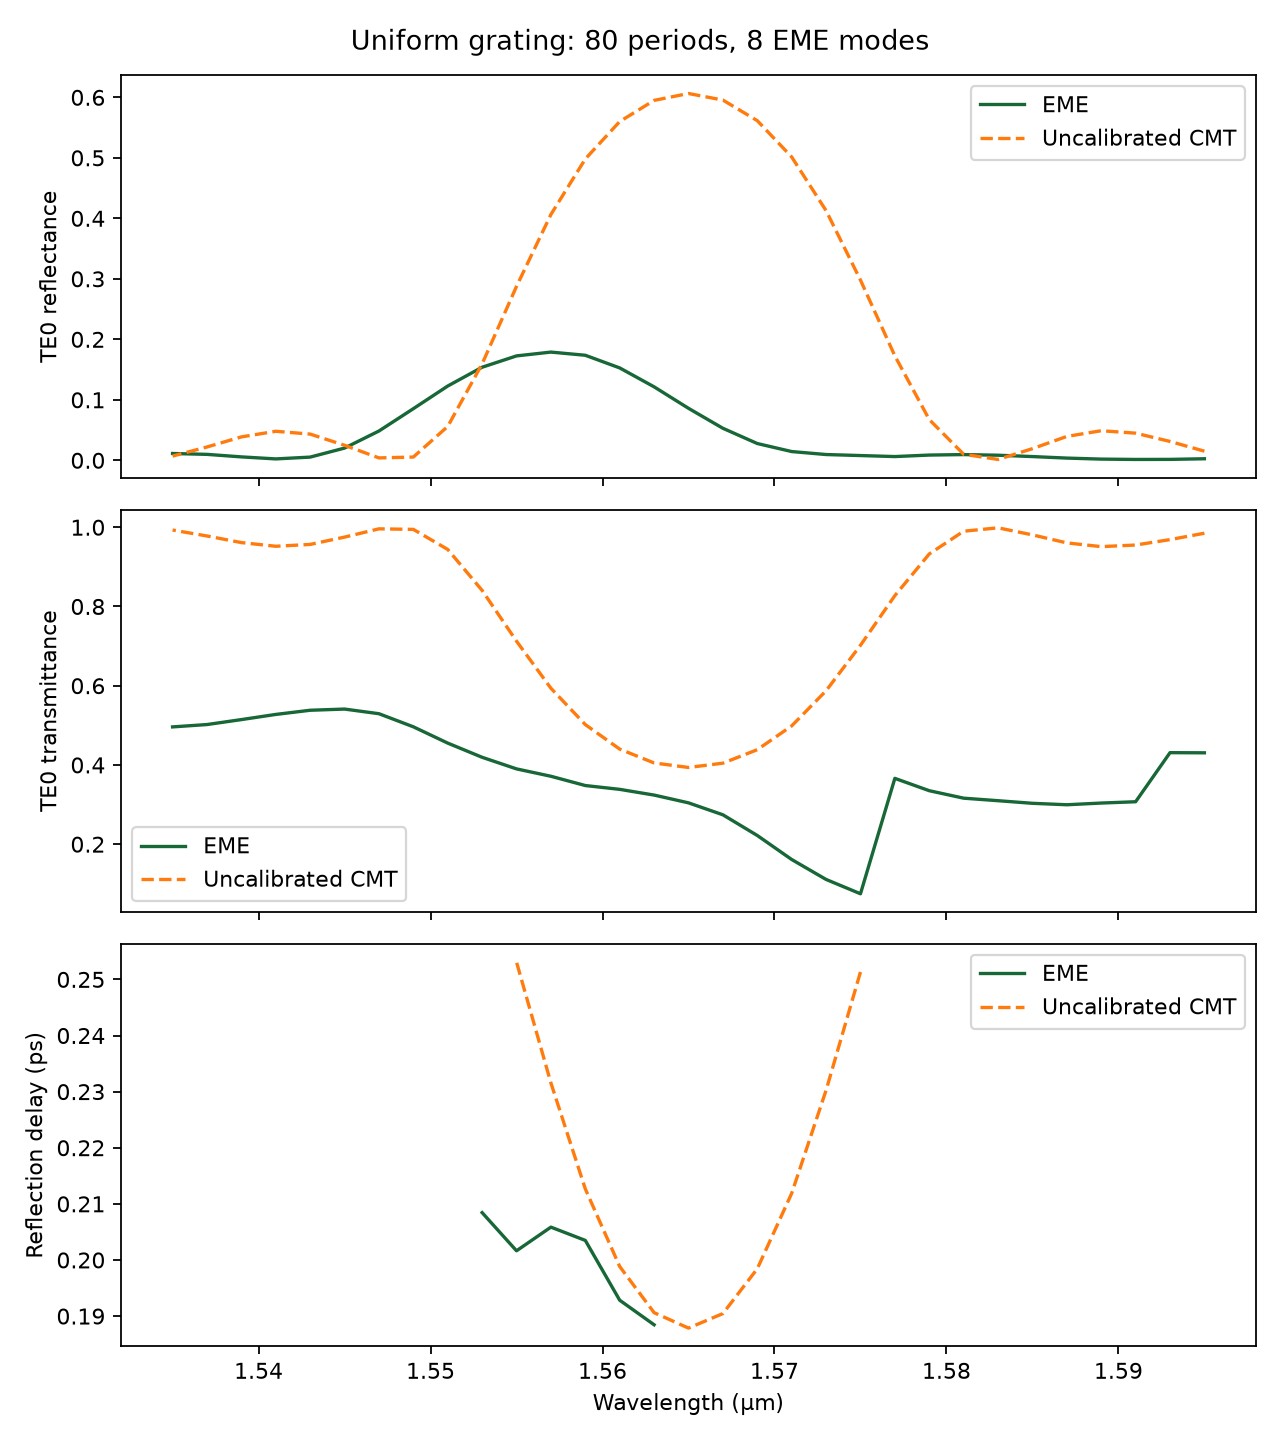 Uniform grating: 80 periods, 8 EME modes
TE0 reflectance
0.6
0.5
0.4
0.3
0.2
0.1
0.0
EME
Uncalibrated CMT
TE0 transmittance
1.0
0.8
0.6
0.4
0.2
EME
Uncalibrated CMT
Reflection delay (ps)
0.25
0.24
0.23
0.22
0.21
0.20
0.19
EME
Uncalibrated CMT
1.54 1.55 1.56 1.57 1.58 1.59
Wavelength (µm)